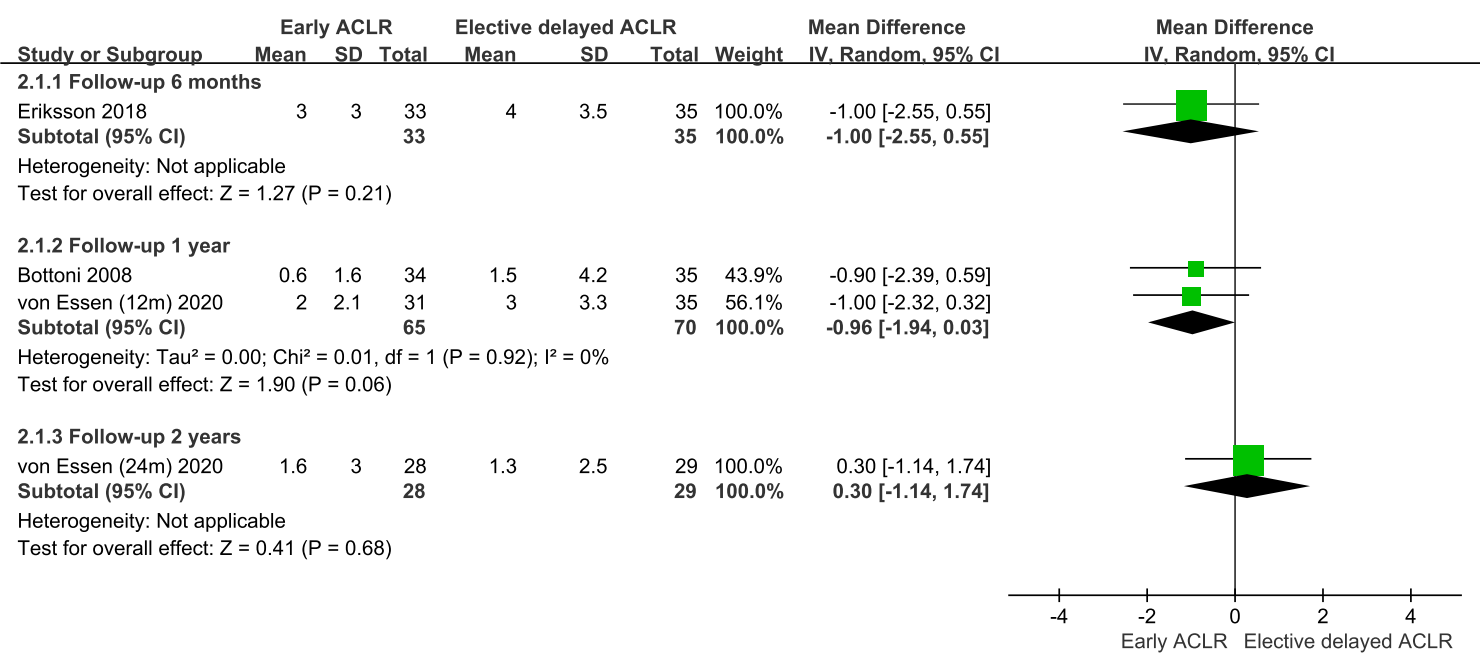 Early ACLR Elective delayed ACLR Mean Difference Mean Difference
Study or Subgroup Mean SD Total Mean SD Total Weight IV, Random, 95% CI IV, Random, 95% CI
2.1.1 Follow-up 6 months
Eriksson 2018 3 3 33 4 3.5 35 100.0% -1.00 [-2.55, 0.55]
Subtotal (95% CI) 33 35 100.0% -1.00 [-2.55, 0.55]
Heterogeneity: Not applicable
Test for overall effect: Z = 1.27 (P = 0.21)
2.1.2 Follow-up 1 year
Bottoni 2008 0.6 1.6 34 1.5 4.2 35 43.9% -0.90 [-2.39, 0.59]
von Essen (12m) 2020 2 2.1 31 3 3.3 35 56.1% -1.00 [-2.32, 0.32]
Subtotal (95% CI) 65 70 100.0% -0.96 [-1.94, 0.03]
Heterogeneity: Tau² = 0.00; Chi² = 0.01, df = 1 (P = 0.92); I² = 0%
Test for overall effect: Z = 1.90 (P = 0.06)
2.1.3 Follow-up 2 years
von Essen (24m) 2020 1.6 3 28 1.3 2.5 29 100.0% 0.30 [-1.14, 1.74]
Subtotal (95% CI) 28 29 100.0% 0.30 [-1.14, 1.74]
Heterogeneity: Not applicable
Test for overall effect: Z = 0.41 (P = 0.68)
-4 -2 0 2 4
Early ACLR Elective delayed ACLR